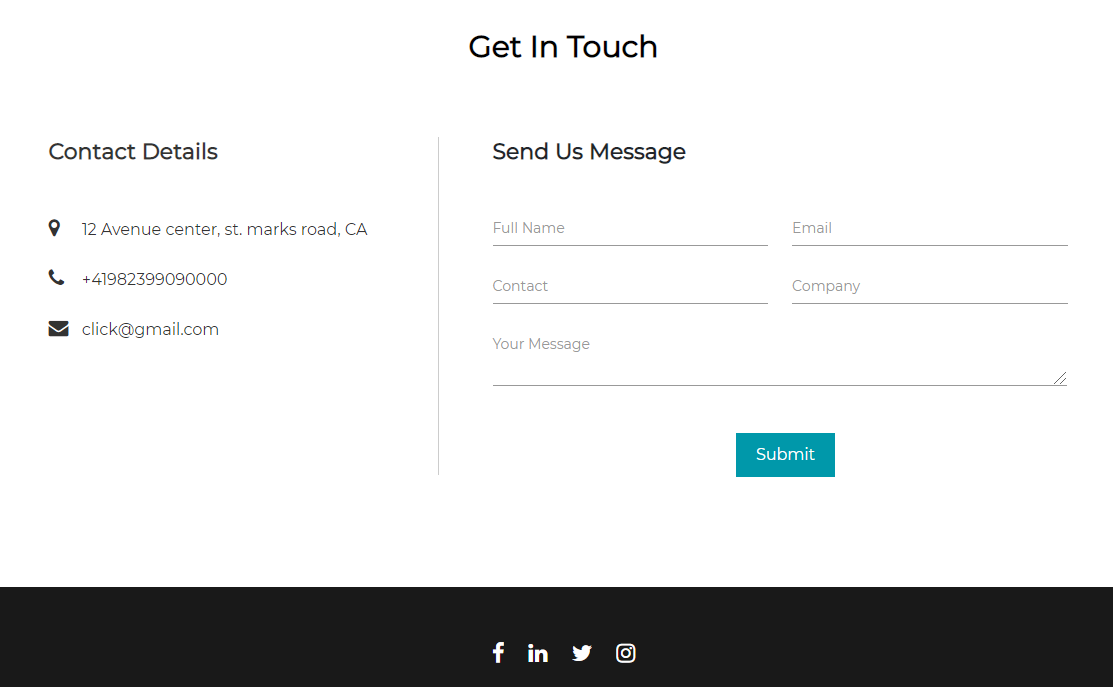 Get In Touch
Contact Details
12 Avenue center, st. marks road, CA
+41982399090000
click@gmail.com
Send Us Message
Full Name
Email
Contact
Company
Your Message
Submit